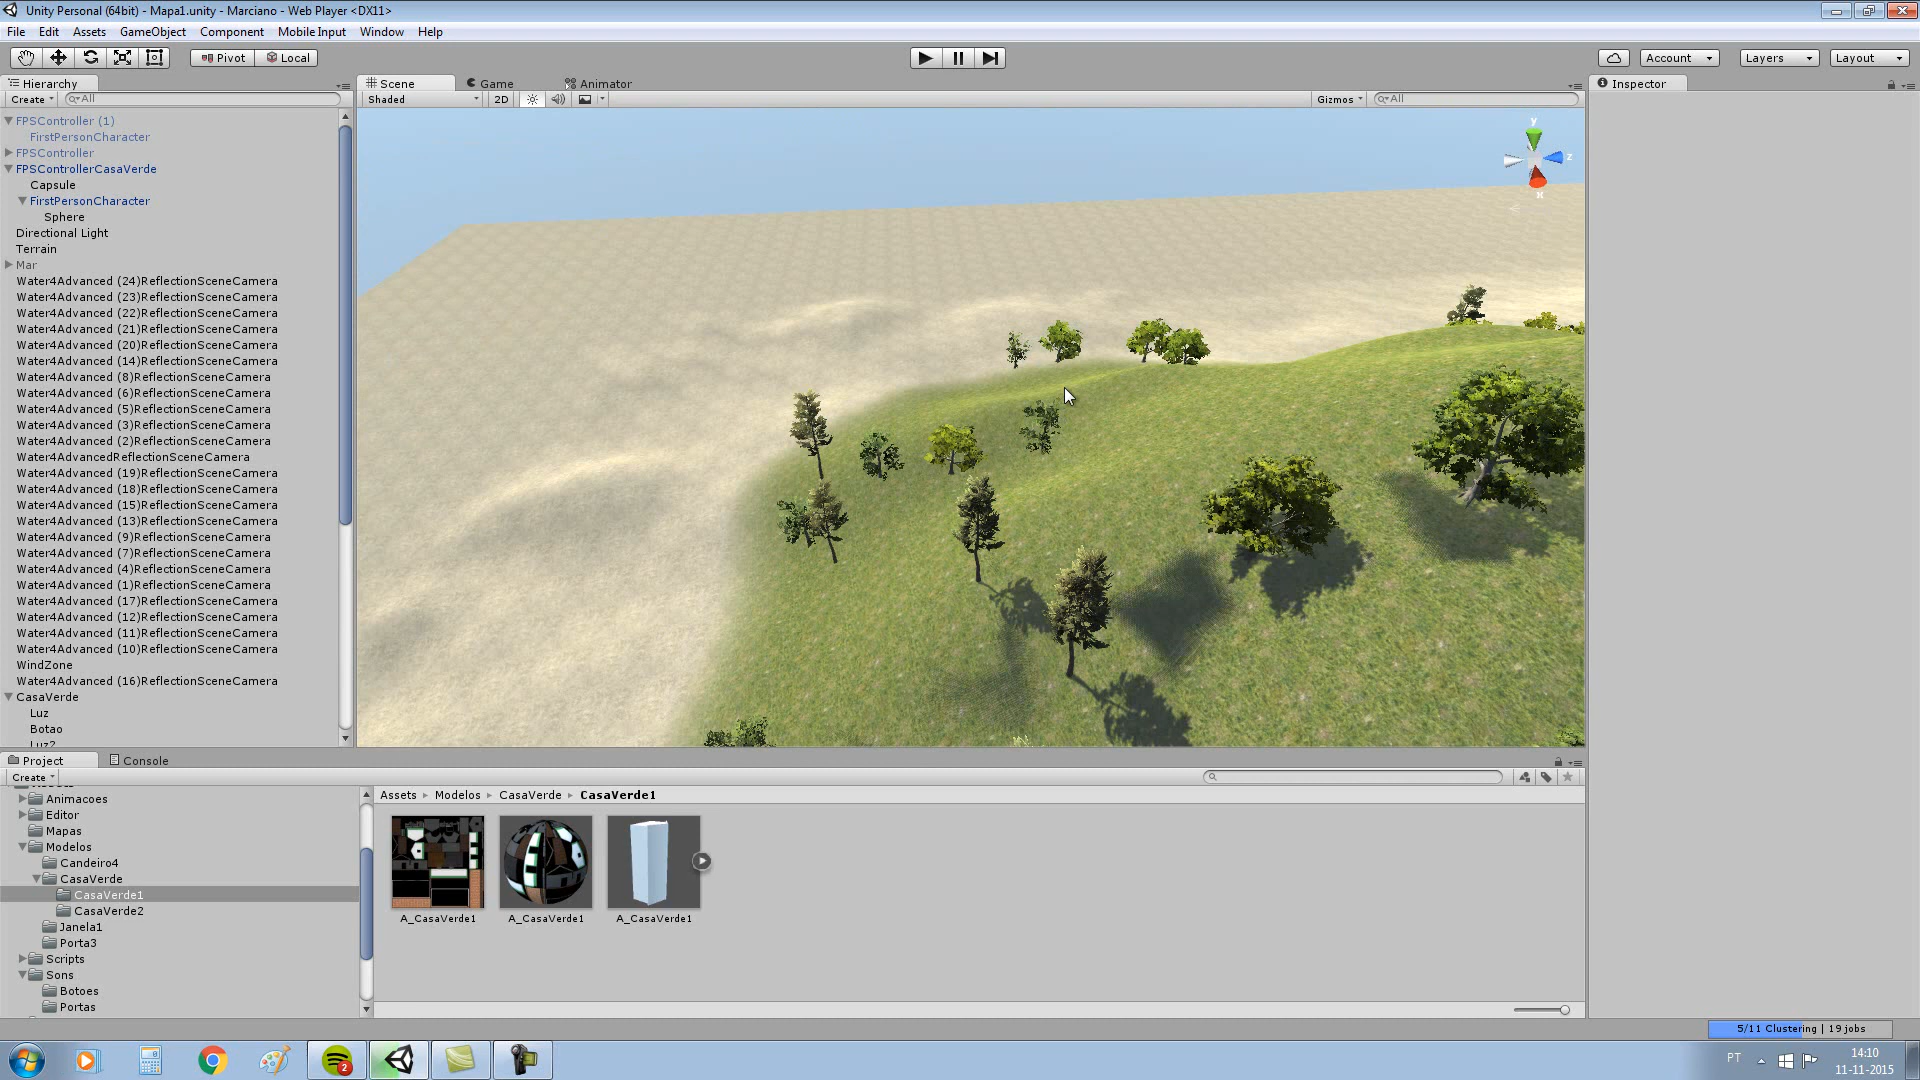 Unity Personal (64bit) - Mapa1.unity - Marciano - Web Player <DX11>
File Edit Assets GameObject Component Mobile Input Window Help
Pivot Local Account Layers Layout
Hierarchy
Create All
FPSController (1)
FirstPersonCharacter
FPSController
FPSControllerCasaVerde
Capsule
FirstPersonCharacter
Sphere
Directional Light
Terrain
Mar
Water4Advanced (24)ReflectionSceneCamera
Water4Advanced (23)ReflectionSceneCamera
Water4Advanced (22)ReflectionSceneCamera
Water4Advanced (21)ReflectionSceneCamera
Water4Advanced (20)ReflectionSceneCamera
Water4Advanced (14)ReflectionSceneCamera
Water4Advanced (8)ReflectionSceneCamera
Water4Advanced (6)ReflectionSceneCamera
Water4Advanced (5)ReflectionSceneCamera
Water4Advanced (3)ReflectionSceneCamera
Water4Advanced (2)ReflectionSceneCamera
Water4AdvancedReflectionSceneCamera
Water4Advanced (19)ReflectionSceneCamera
Water4Advanced (18)ReflectionSceneCamera
Water4Advanced (15)ReflectionSceneCamera
Water4Advanced (13)ReflectionSceneCamera
Water4Advanced (9)ReflectionSceneCamera
Water4Advanced (7)ReflectionSceneCamera
Water4Advanced (4)ReflectionSceneCamera
Water4Advanced (1)ReflectionSceneCamera
Water4Advanced (17)ReflectionSceneCamera
Water4Advanced (12)ReflectionSceneCamera
Water4Advanced (11)ReflectionSceneCamera
Water4Advanced (10)ReflectionSceneCamera
WindZone
Water4Advanced (16)ReflectionSceneCamera
CasaVerde
Luz
Botao
Luz2
Scene Game Animator
Shaded 2D Gizmos All
y
z
x
Inspector
Project Console
Create
Animacoes
Editor
Mapas
Modelos
Candeiro4
CasaVerde
CasaVerde1
CasaVerde2
Janela1
Porta3
Scripts
Sons
Botoes
Portas
Assets Modelos CasaVerde CasaVerde1
A_CasaVerde1 A_CasaVerde1 A_CasaVerde1
5/11 Clustering | 19 jobs
2
PT
14:10
11-11-2015